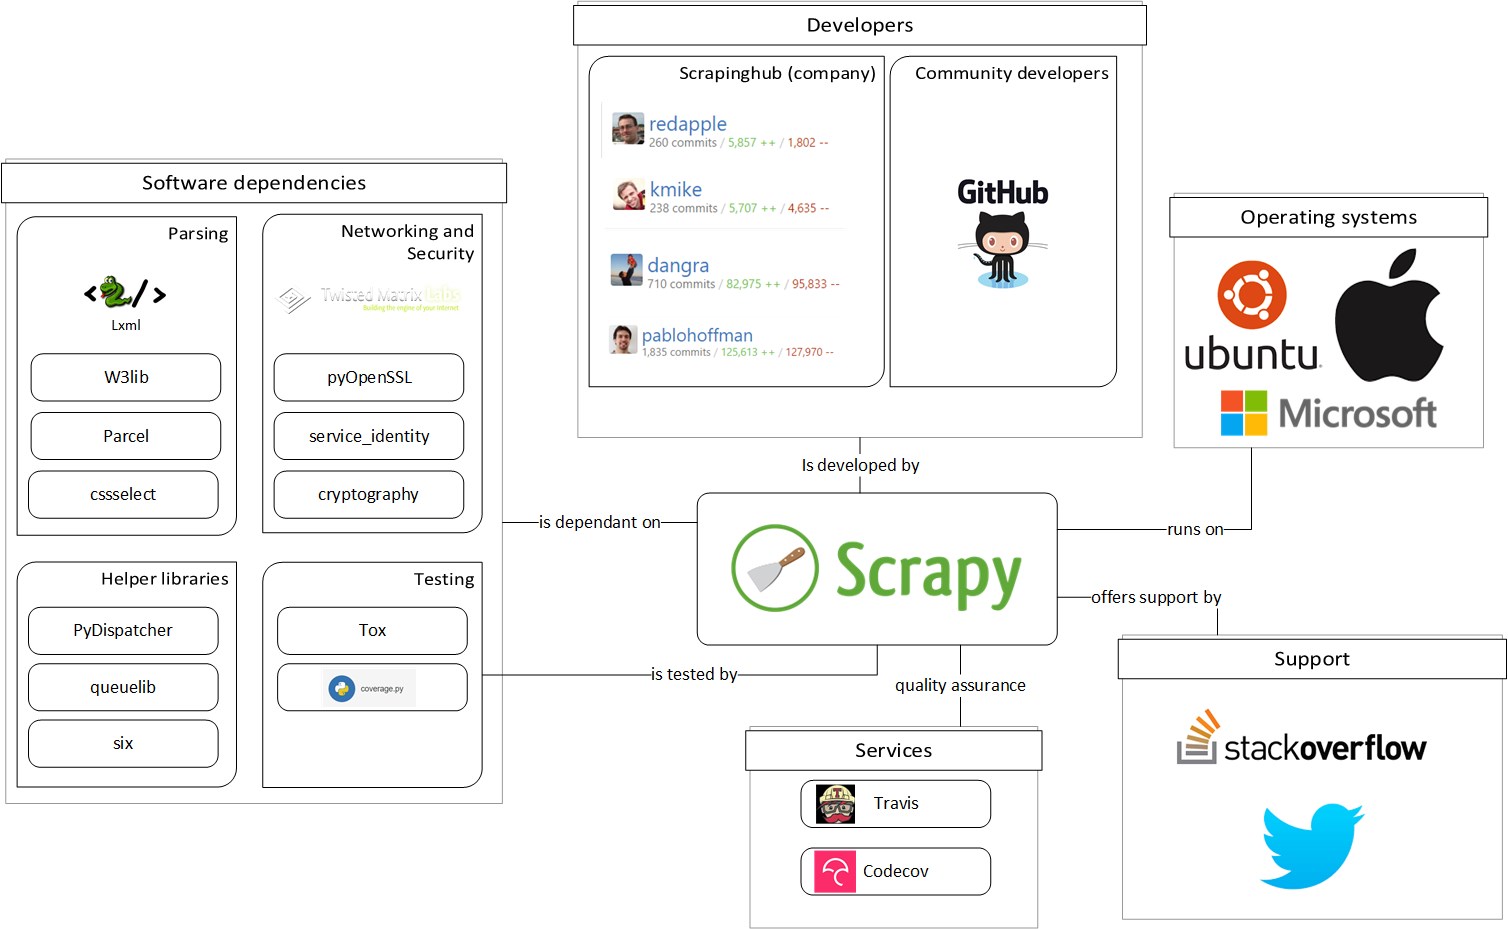 Developers
Scrapinghub (company)
redapple
260 commits / 5,857 ++ / 1,802 --
kmike
238 commits / 5,707 ++ / 4,635 --
dangra
710 commits / 82,975 ++ / 95,833 --
pablohoffman
1,835 commits / 125,613 ++ / 127,970 --
Community developers
GitHub
Software dependencies
Parsing
Lxml
W3lib
Parcel
cssselect
Networking and
Security
Twisted Matrix Labs
Building the engine of your internet
pyOpenSSL
service_identity
cryptography
Helper libraries
PyDispatcher
queuelib
six
Testing
Tox
coverage.py
Operating systems
ubuntu
Microsoft
Is developed by
is dependant on
runs on
Scrapy
offers support by
is tested by
quality assurance
Support
stackoverflow
Services
Travis
Codecov